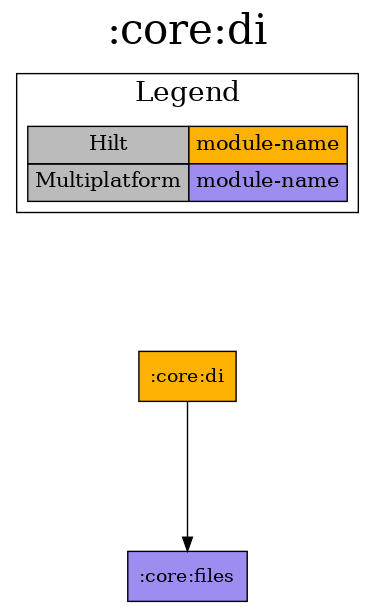 :core:di
Legend
Hilt module-name
Multiplatform module-name
:core:di
:core:files